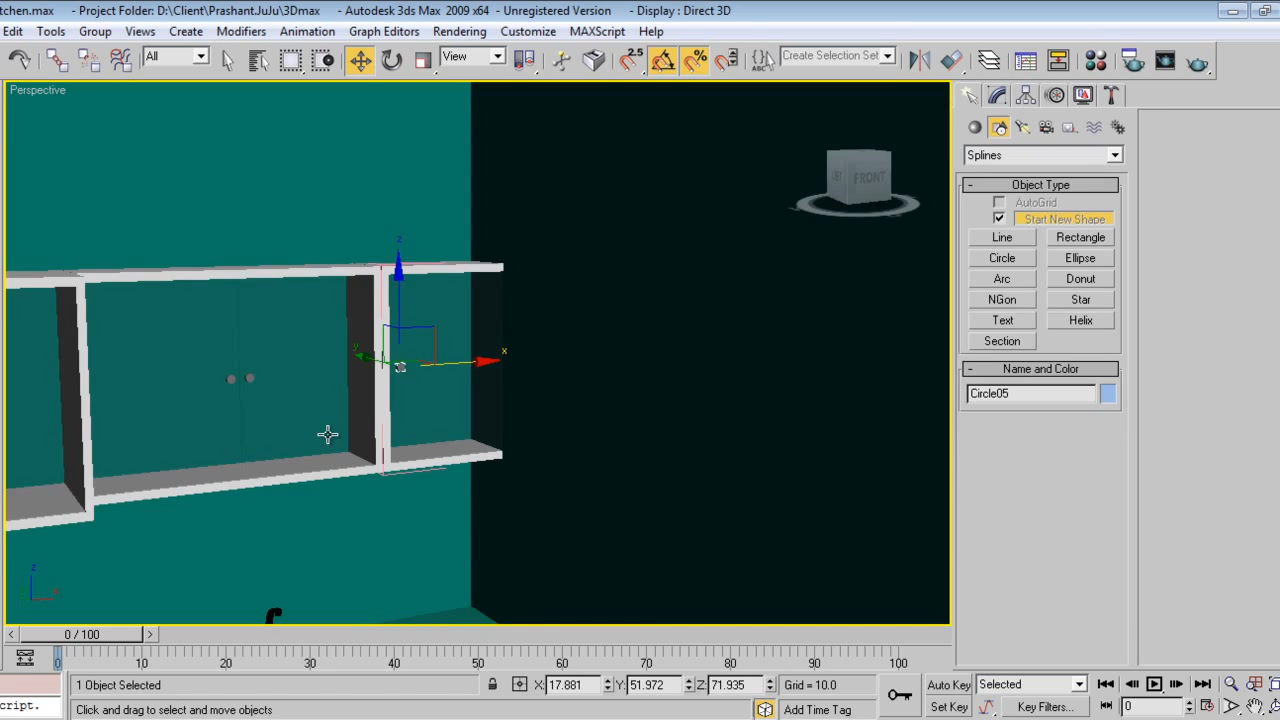 tchen.max - Project Folder: D:\Client\Prashant.JuJu\3Dmax - Autodesk 3ds Max 2009 x64 - Unregistered Version - Display : Direct 3D
Edit Tools Group Views Create Modifiers Animation Graph Editors Rendering Customize MAXScript Help
All View 2.5 % ABC Create Selection Set
Perspective
FRONT
z
x
y
z
Splines
- Object Type
AutoGrid
Start New Shape
Line Rectangle
Circle Ellipse
Arc Donut
NGon Star
Text Helix
Section
- Name and Color
Circle05
< 0 / 100 >
0 10 20 30 40 50 60 70 80 90 100
1 Object Selected X: 17.881 Y: 51.972 Z: 71.935 Grid = 10.0 Auto Key Selected
cript. Click and drag to select and move objects Add Time Tag Set Key Key Filters... 0